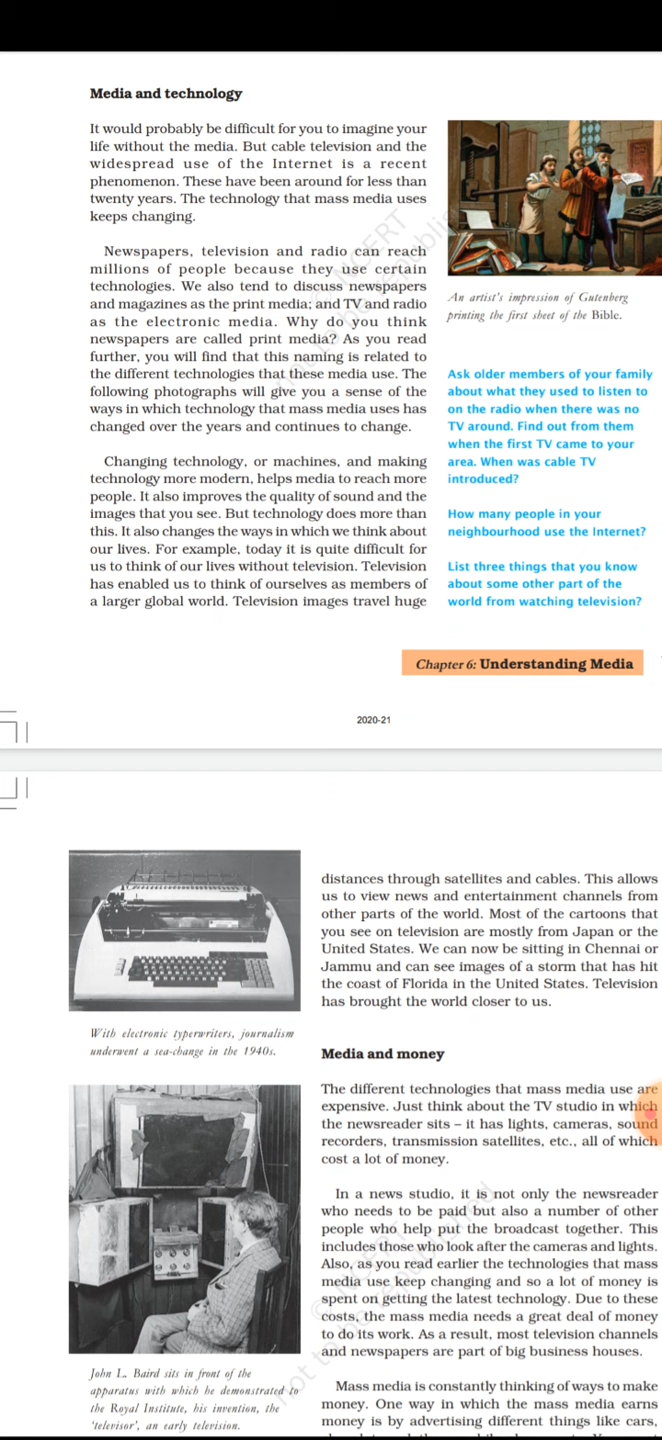 Media and technology
It would probably be difficult for you to imagine your
life without the media. But cable television and the
widespread use of the Internet is a recent
phenomenon. These have been around for less than
twenty years. The technology that mass media uses
keeps changing.
Newspapers, television and radio can reach
millions of people because they use certain
technologies. We also tend to discuss newspapers
and magazines as the print media; and TV and radio
as the electronic media. Why do you think
newspapers are called print media? As you read
further, you will find that this naming is related to
the different technologies that these media use. The
following photographs will give you a sense of the
ways in which technology that mass media uses has
changed over the years and continues to change.
Changing technology, or machines, and making
technology more modern, helps media to reach more
people. It also improves the quality of sound and the
images that you see. But technology does more than
this. It also changes the ways in which we think about
our lives. For example, today it is quite difficult for
us to think of our lives without television. Television
has enabled us to think of ourselves as members of
a larger global world. Television images travel huge
An artist's impression of Gutenberg
printing the first sheet of the Bible.
Ask older members of your family
about what they used to listen to
on the radio when there was no
TV around. Find out from them
when the first TV came to your
area. When was cable TV
introduced?
How many people in your
neighbourhood use the Internet?
List three things that you know
about some other part of the
world from watching television?
Chapter 6: Understanding Media
2020-21
With electronic typerwriters, journalism
underwent a sea-change in the 1940s.
John L. Baird sits in front of the
apparatus with which he demonstrated to
the Royal Institute, his invention, the
'televisor', an early television.
distances through satellites and cables. This allows
us to view news and entertainment channels from
other parts of the world. Most of the cartoons that
you see on television are mostly from Japan or the
United States. We can now be sitting in Chennai or
Jammu and can see images of a storm that has hit
the coast of Florida in the United States. Television
has brought the world closer to us.
Media and money
The different technologies that mass media use are
expensive. Just think about the TV studio in which
the newsreader sits – it has lights, cameras, sound
recorders, transmission satellites, etc., all of which
cost a lot of money.
In a news studio, it is not only the newsreader
who needs to be paid but also a number of other
people who help put the broadcast together. This
includes those who look after the cameras and lights.
Also, as you read earlier the technologies that mass
media use keep changing and so a lot of money is
spent on getting the latest technology. Due to these
costs, the mass media needs a great deal of money
to do its work. As a result, most television channels
and newspapers are part of big business houses.
Mass media is constantly thinking of ways to make
money. One way in which the mass media earns
money is by advertising different things like cars,
© NCERT
not to be republished
© NCERT
not to be republished